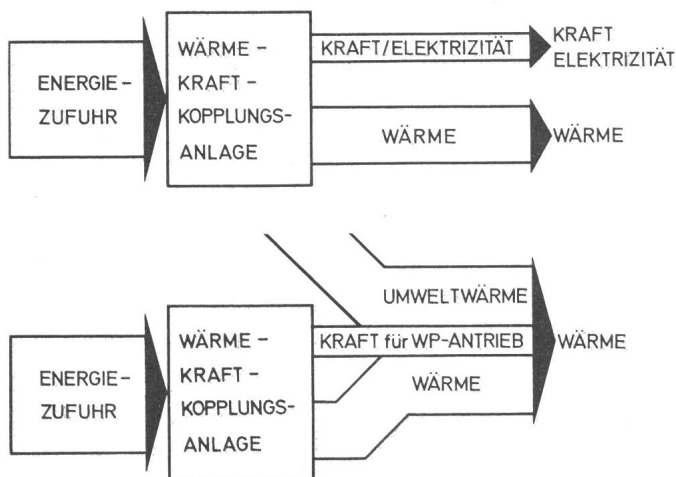 ENERGIE-
ZUFUHR
WÄRME-
KRAFT-
KOPPLUNGS-
ANLAGE
KRAFT/ELEKTRIZITÄT
KRAFT
ELEKTRIZITÄT
WÄRME
WÄRME
ENERGIE-
ZUFUHR
WÄRME-
KRAFT-
KOPPLUNGS-
ANLAGE
UMWELTWÄRME
KRAFT für WP-ANTRIEB
WÄRME
WÄRME